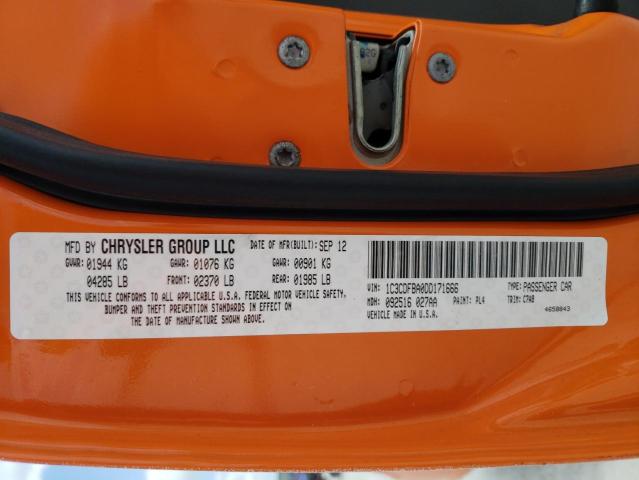 02G
MFD BY CHRYSLER GROUP LLC DATE OF MFR(BUILT): SEP 12
GVWR: 01944 KG GAWR: 01076 KG GAWR: 00901 KG
04285 LB FRONT: 02370 LB REAR: 01985 LB
THIS VEHICLE CONFORMS TO ALL APPLICABLE U.S.A. FEDERAL MOTOR VEHICLE SAFETY,
BUMPER AND THEFT PREVENTION STANDARDS IN EFFECT ON
THE DATE OF MANUFACTURE SHOWN ABOVE.
VIN: 1C3CDFBA0DD171666 TYPE: PASSENGER CAR
MDH: 092516 027AA PAINT: PL4 TRIM: C7A8
VEHICLE MADE IN U.S.A. 4650843